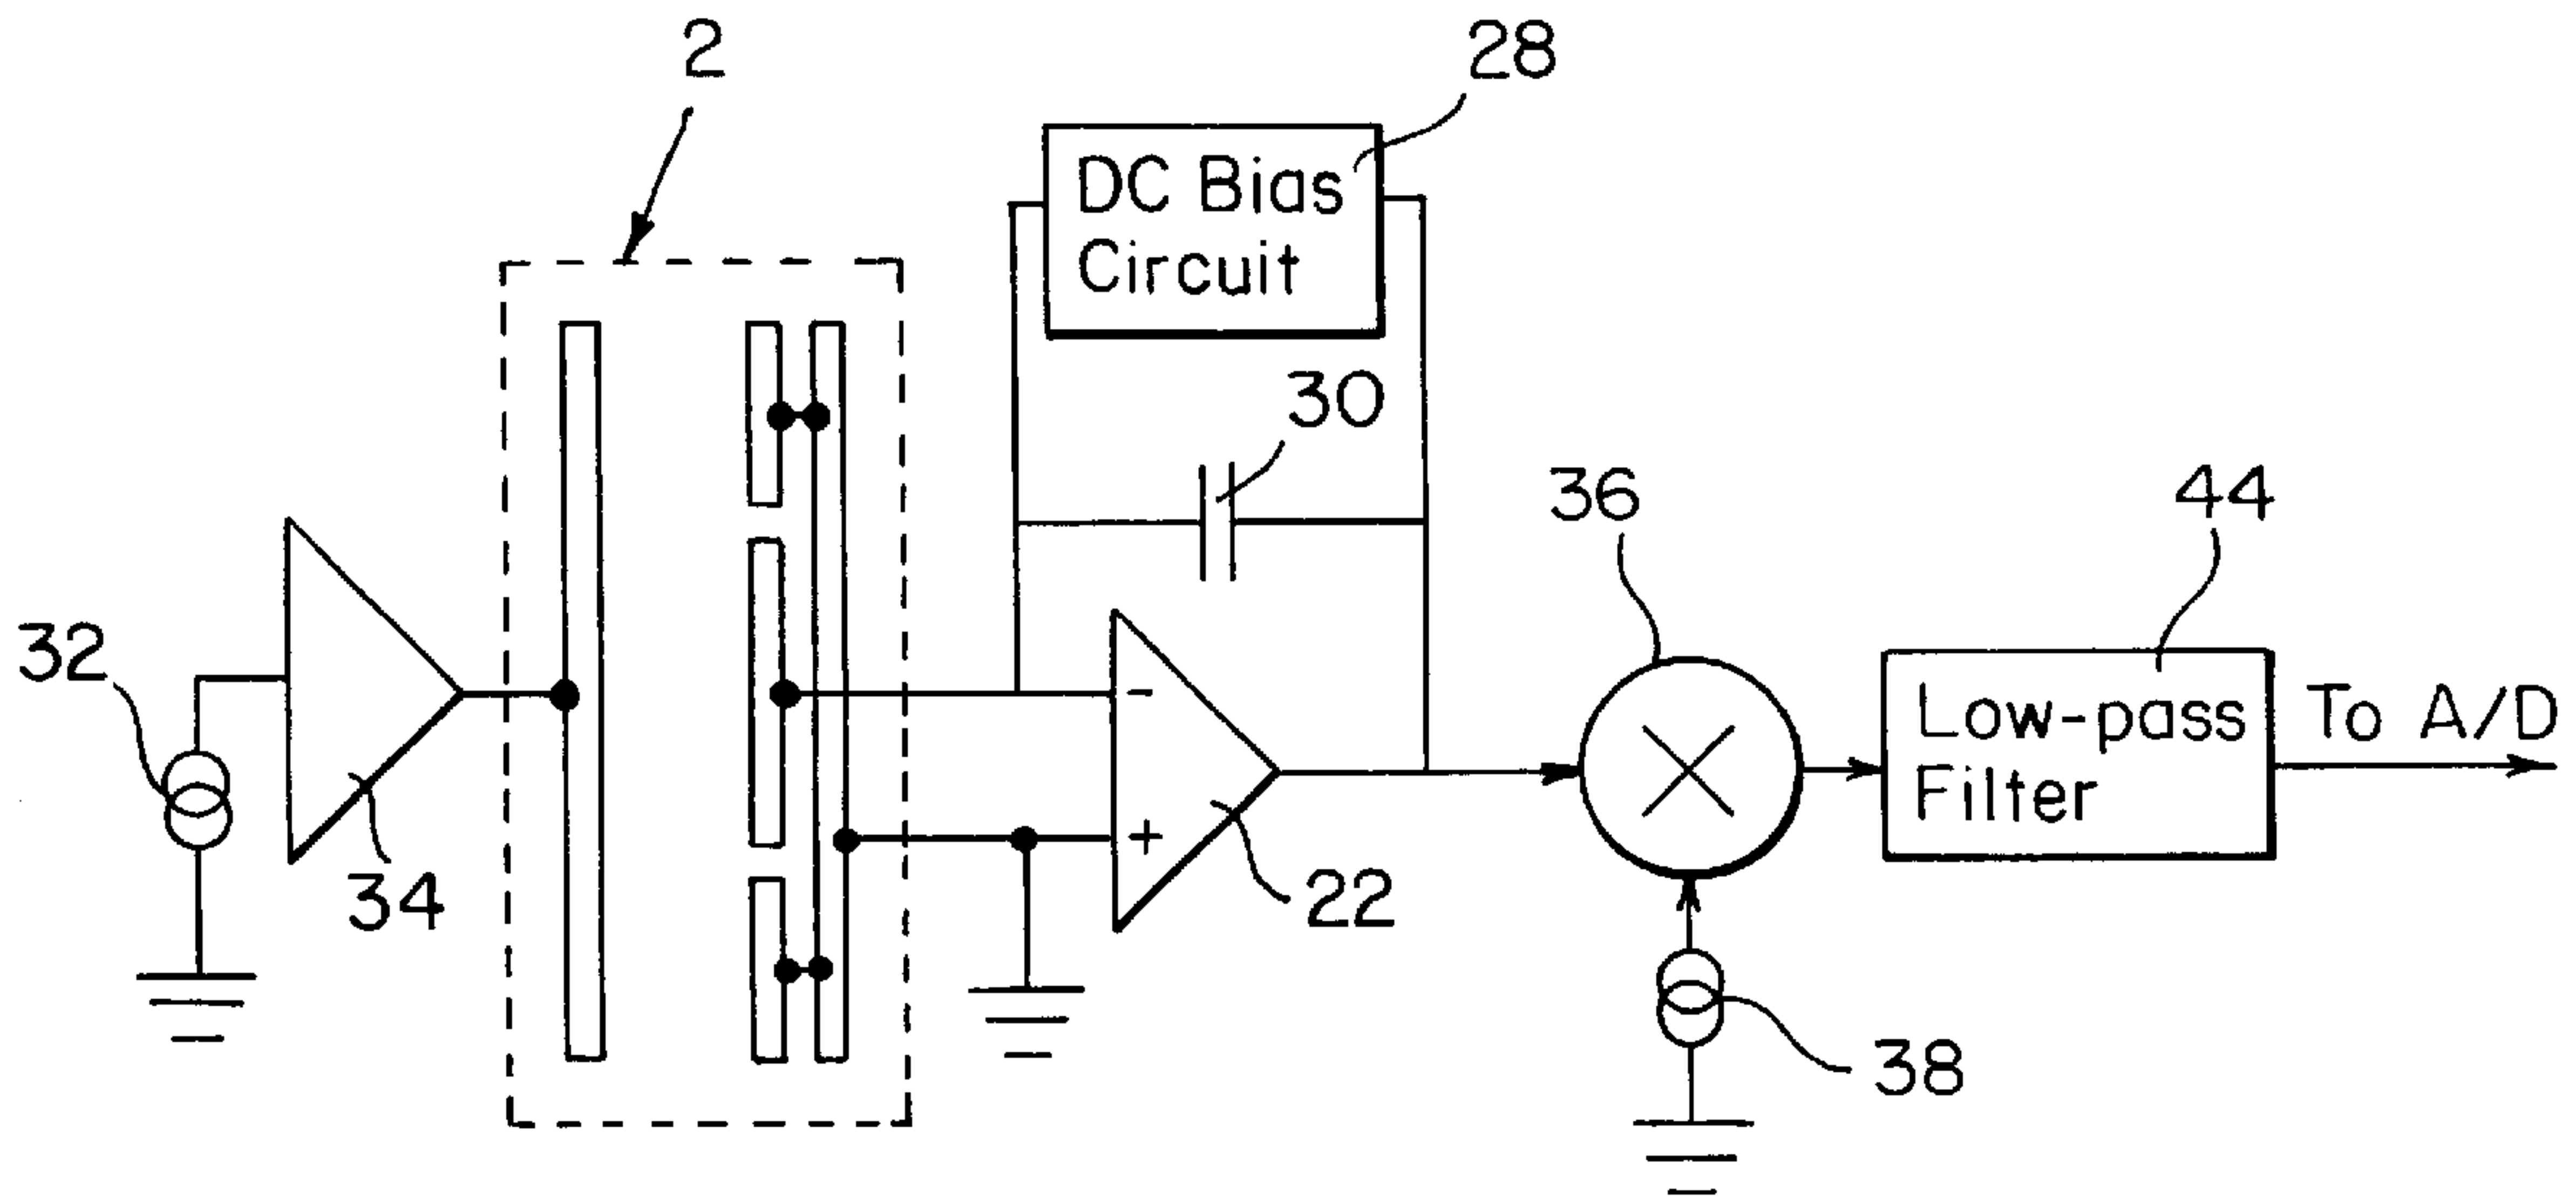 2
28
DC Bias
Circuit
30
36
44
32
-
Low-pass
Filter
To A/D
+
34
22
38